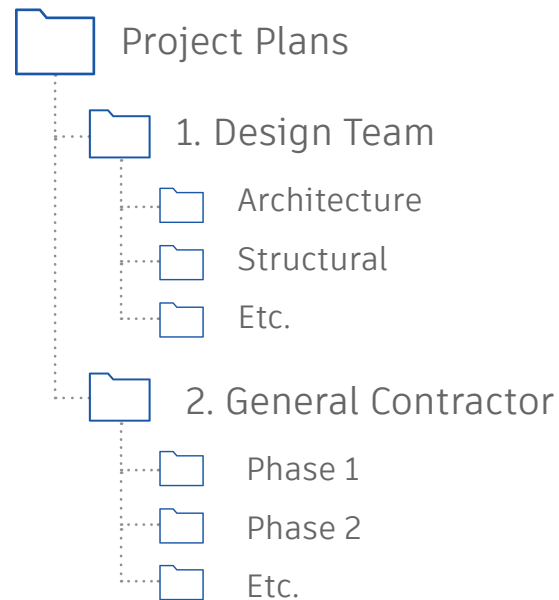 Project Plans
1. Design Team
Architecture
Structural
Etc.
2. General Contractor
Phase 1
Phase 2
Etc.